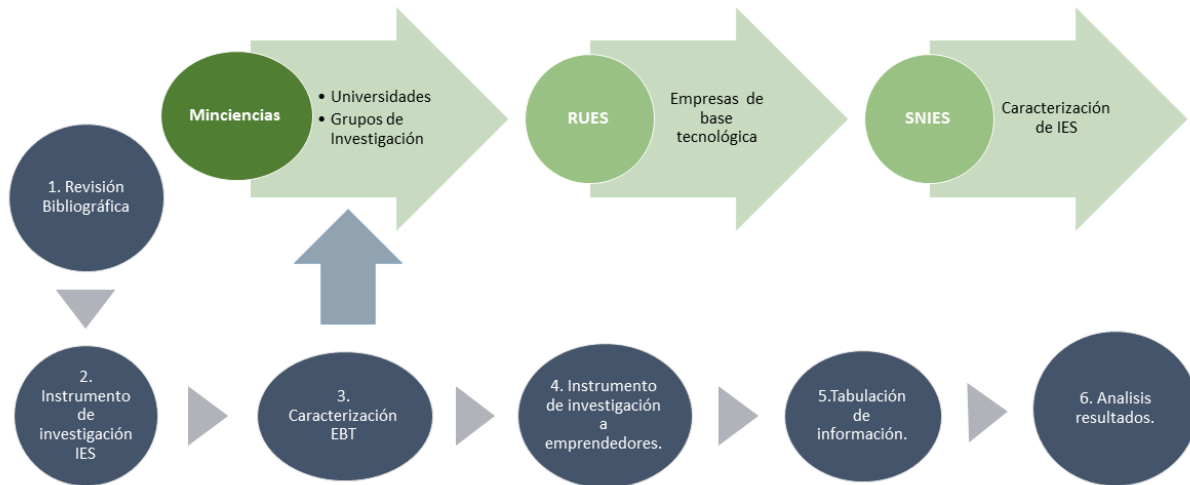 Minciencias
• Universidades
• Grupos de
Investigación
RUES
Empresas de
base
tecnológica
SNIES
Caracterización
de IES
1. Revisión
Bibliográfica
2.
Instrumento
de
investigación
IES
3.
Caracterización
EBT
4. Instrumento
de investigación
a
emprendedores.
5.Tabulación
de
información.
6. Analisis
resultados.